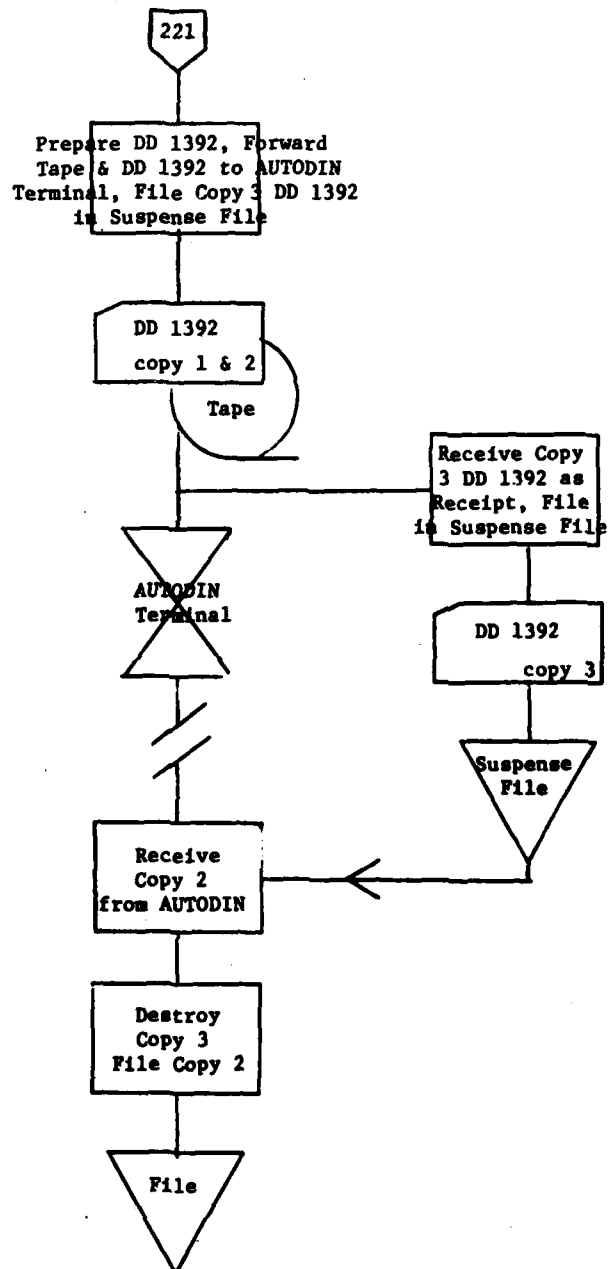 221
Prepare DD 1392, Forward
Tape & DD 1392 to AUTODIN
Terminal, File Copy 3 DD 1392
in Suspense File
DD 1392
copy 1 & 2
Tape
Receive Copy
3 DD 1392 as
Receipt, File
in Suspense File
AUTODIN
Terminal
DD 1392
copy 3
Suspense
File
Receive
Copy 2
from AUTODIN
Destroy
Copy 3
File Copy 2
File